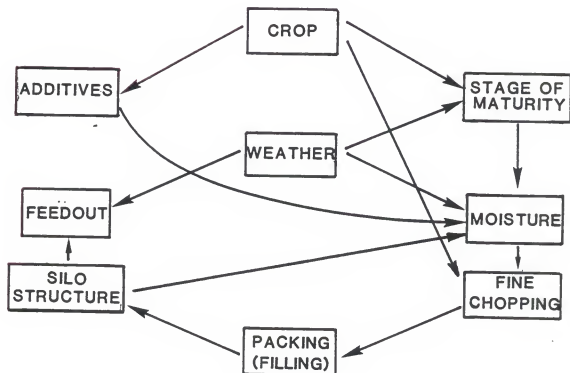 CROP
ADDITIVES
STAGE OF
MATURITY
WEATHER
FEEDOUT
MOISTURE
SILO
STRUCTURE
FINE
CHOPPING
PACKING
(FILLING)